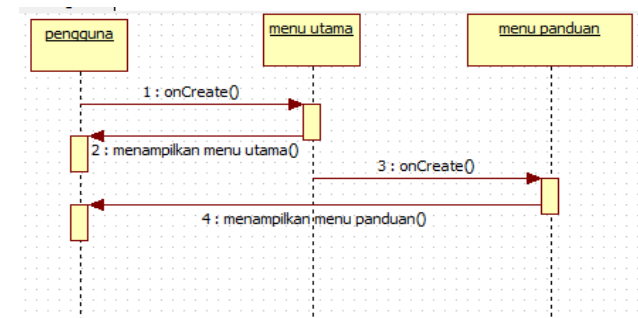 pengguna
menu utama
menu panduan
1 : onCreate()
2 : menampilkan menu utama()
3 : onCreate()
4 : menampilkan menu panduan()